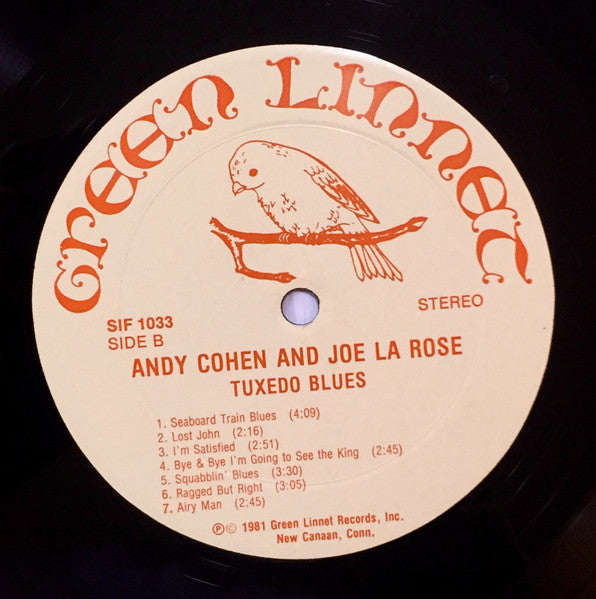 GREEN LINNET
SIF 1033
SIDE B
STEREO
ANDY COHEN AND JOE LA ROSE
TUXEDO BLUES
1. Seaboard Train Blues (4:09)
2. Lost John (2:16)
3. I'm Satisfied (2:51)
4. Bye & Bye I'm Going to See the King (2:45)
5. Squabblin' Blues (3:30)
6. Ragged But Right (3:05)
7. Airy Man (2:45)
Ⓟ© 1981 Green Linnet Records, Inc.
New Canaan, Conn.